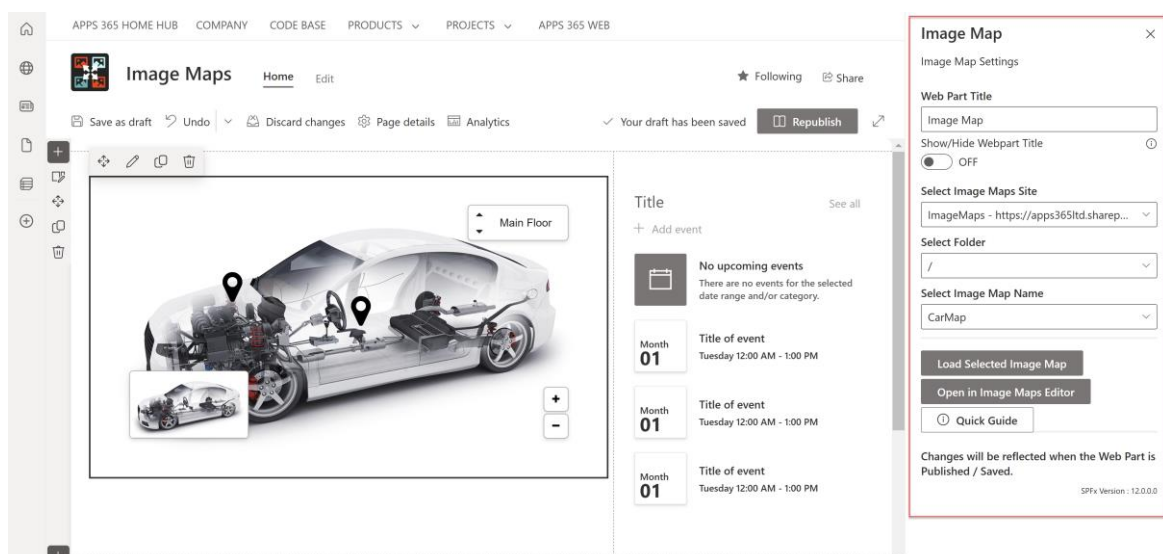 APPS 365 HOME HUB COMPANY CODE BASE PRODUCTS PROJECTS APPS 365 WEB
Image Maps Home Edit
Following Share
Save as draft Undo Discard changes Page details Analytics
Your draft has been saved Republish
Main Floor
+
−
Title See all
+ Add event
No upcoming events
There are no events for the selected
date range and/or category.
Month
01
Title of event
Tuesday 12:00 AM - 1:00 PM
Month
01
Title of event
Tuesday 12:00 AM - 1:00 PM
Month
01
Title of event
Tuesday 12:00 AM - 1:00 PM
Image Map
Image Map Settings
Web Part Title
Image Map
Show/Hide Webpart Title
OFF
Select Image Maps Site
ImageMaps - https://apps365ltd.sharep...
Select Folder
/
Select Image Map Name
CarMap
Load Selected Image Map
Open in Image Maps Editor
Quick Guide
Changes will be reflected when the Web Part is
Published / Saved.
SPFx Version : 12.0.0.0